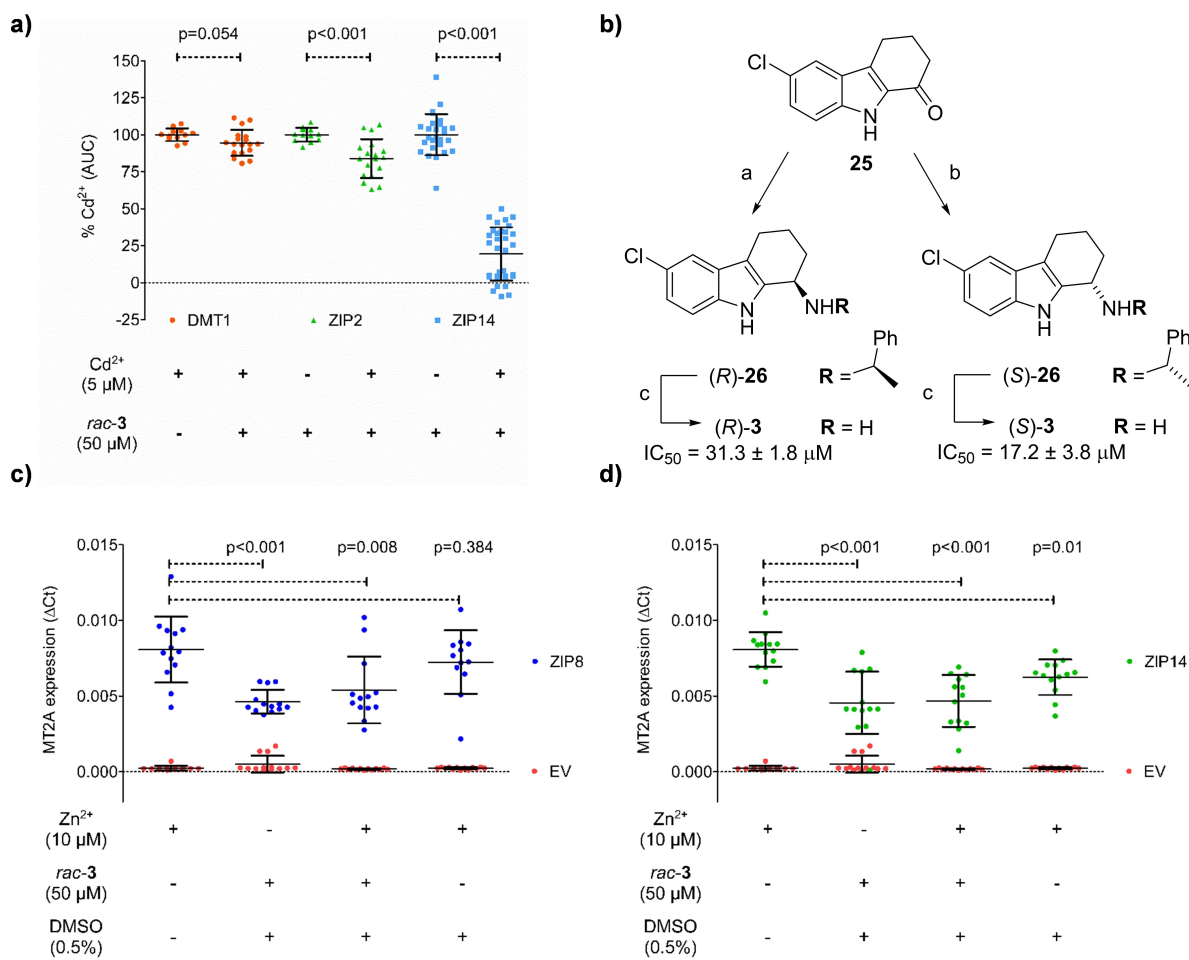 a)
p=0.054 p<0.001 p<0.001
150
125
100
75
50
25
0
-25
% Cd²⁺ (AUC)
DMT1 ZIP2 ZIP14
Cd²⁺
(5 µM)
+ + - + - +
rac-3
(50 µM)
- + + + + +
b)
Cl
O
N
H
25
a b
Cl
N
H
NHR
Cl
N
H
NHR
Ph
(R)-26 R =
c
(R)-3 R = H
IC₅₀ = 31.3 ± 1.8 µM
Ph
(S)-26 R =
c
(S)-3 R = H
IC₅₀ = 17.2 ± 3.8 µM
c)
p<0.001 p=0.008 p=0.384
0.015
0.010
0.005
0.000
MT2A expression (ΔCt)
ZIP8
EV
Zn²⁺
(10 µM)
+ - + +
rac-3
(50 µM)
- + + -
DMSO
(0.5%)
- + + +
d)
p<0.001 p<0.001 p=0.01
0.015
0.010
0.005
0.000
MT2A expression (ΔCt)
ZIP14
EV
Zn²⁺
(10 µM)
+ - + +
rac-3
(50 µM)
- + + -
DMSO
(0.5%)
- + + +